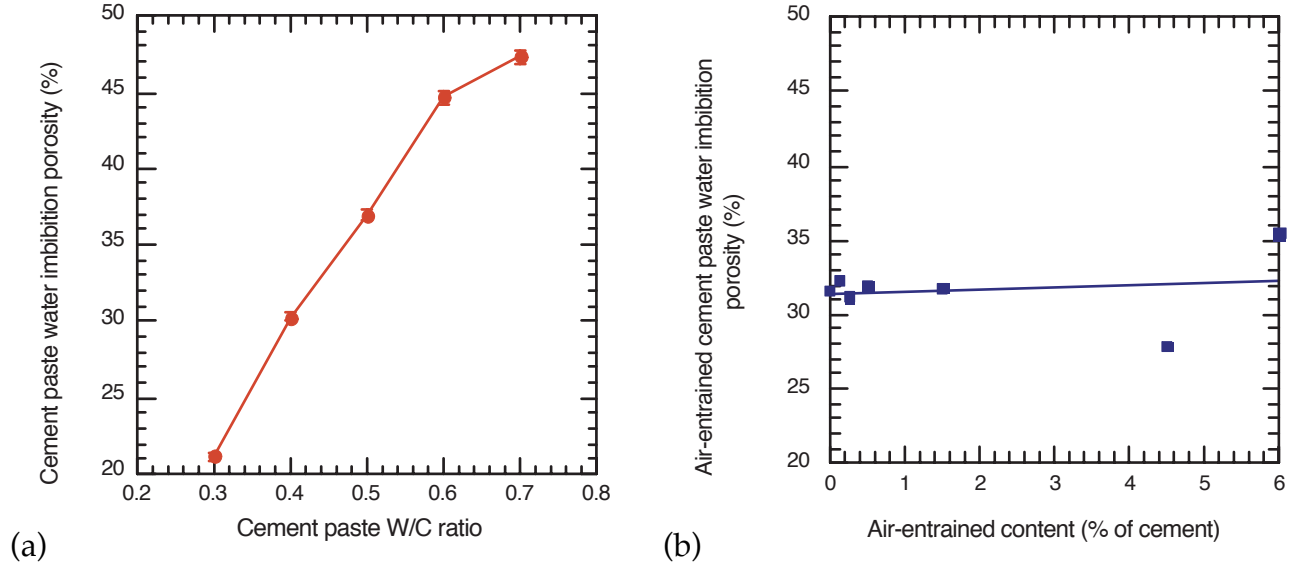 50
45
40
35
30
25
20
0.2 0.3 0.4 0.5 0.6 0.7 0.8
Cement paste water imbibition porosity (%)
Cement paste W/C ratio
(a)
50
45
40
35
30
25
20
0 1 2 3 4 5 6
Air-entrained cement paste water imbibition
porosity (%)
Air-entrained content (% of cement)
(b)